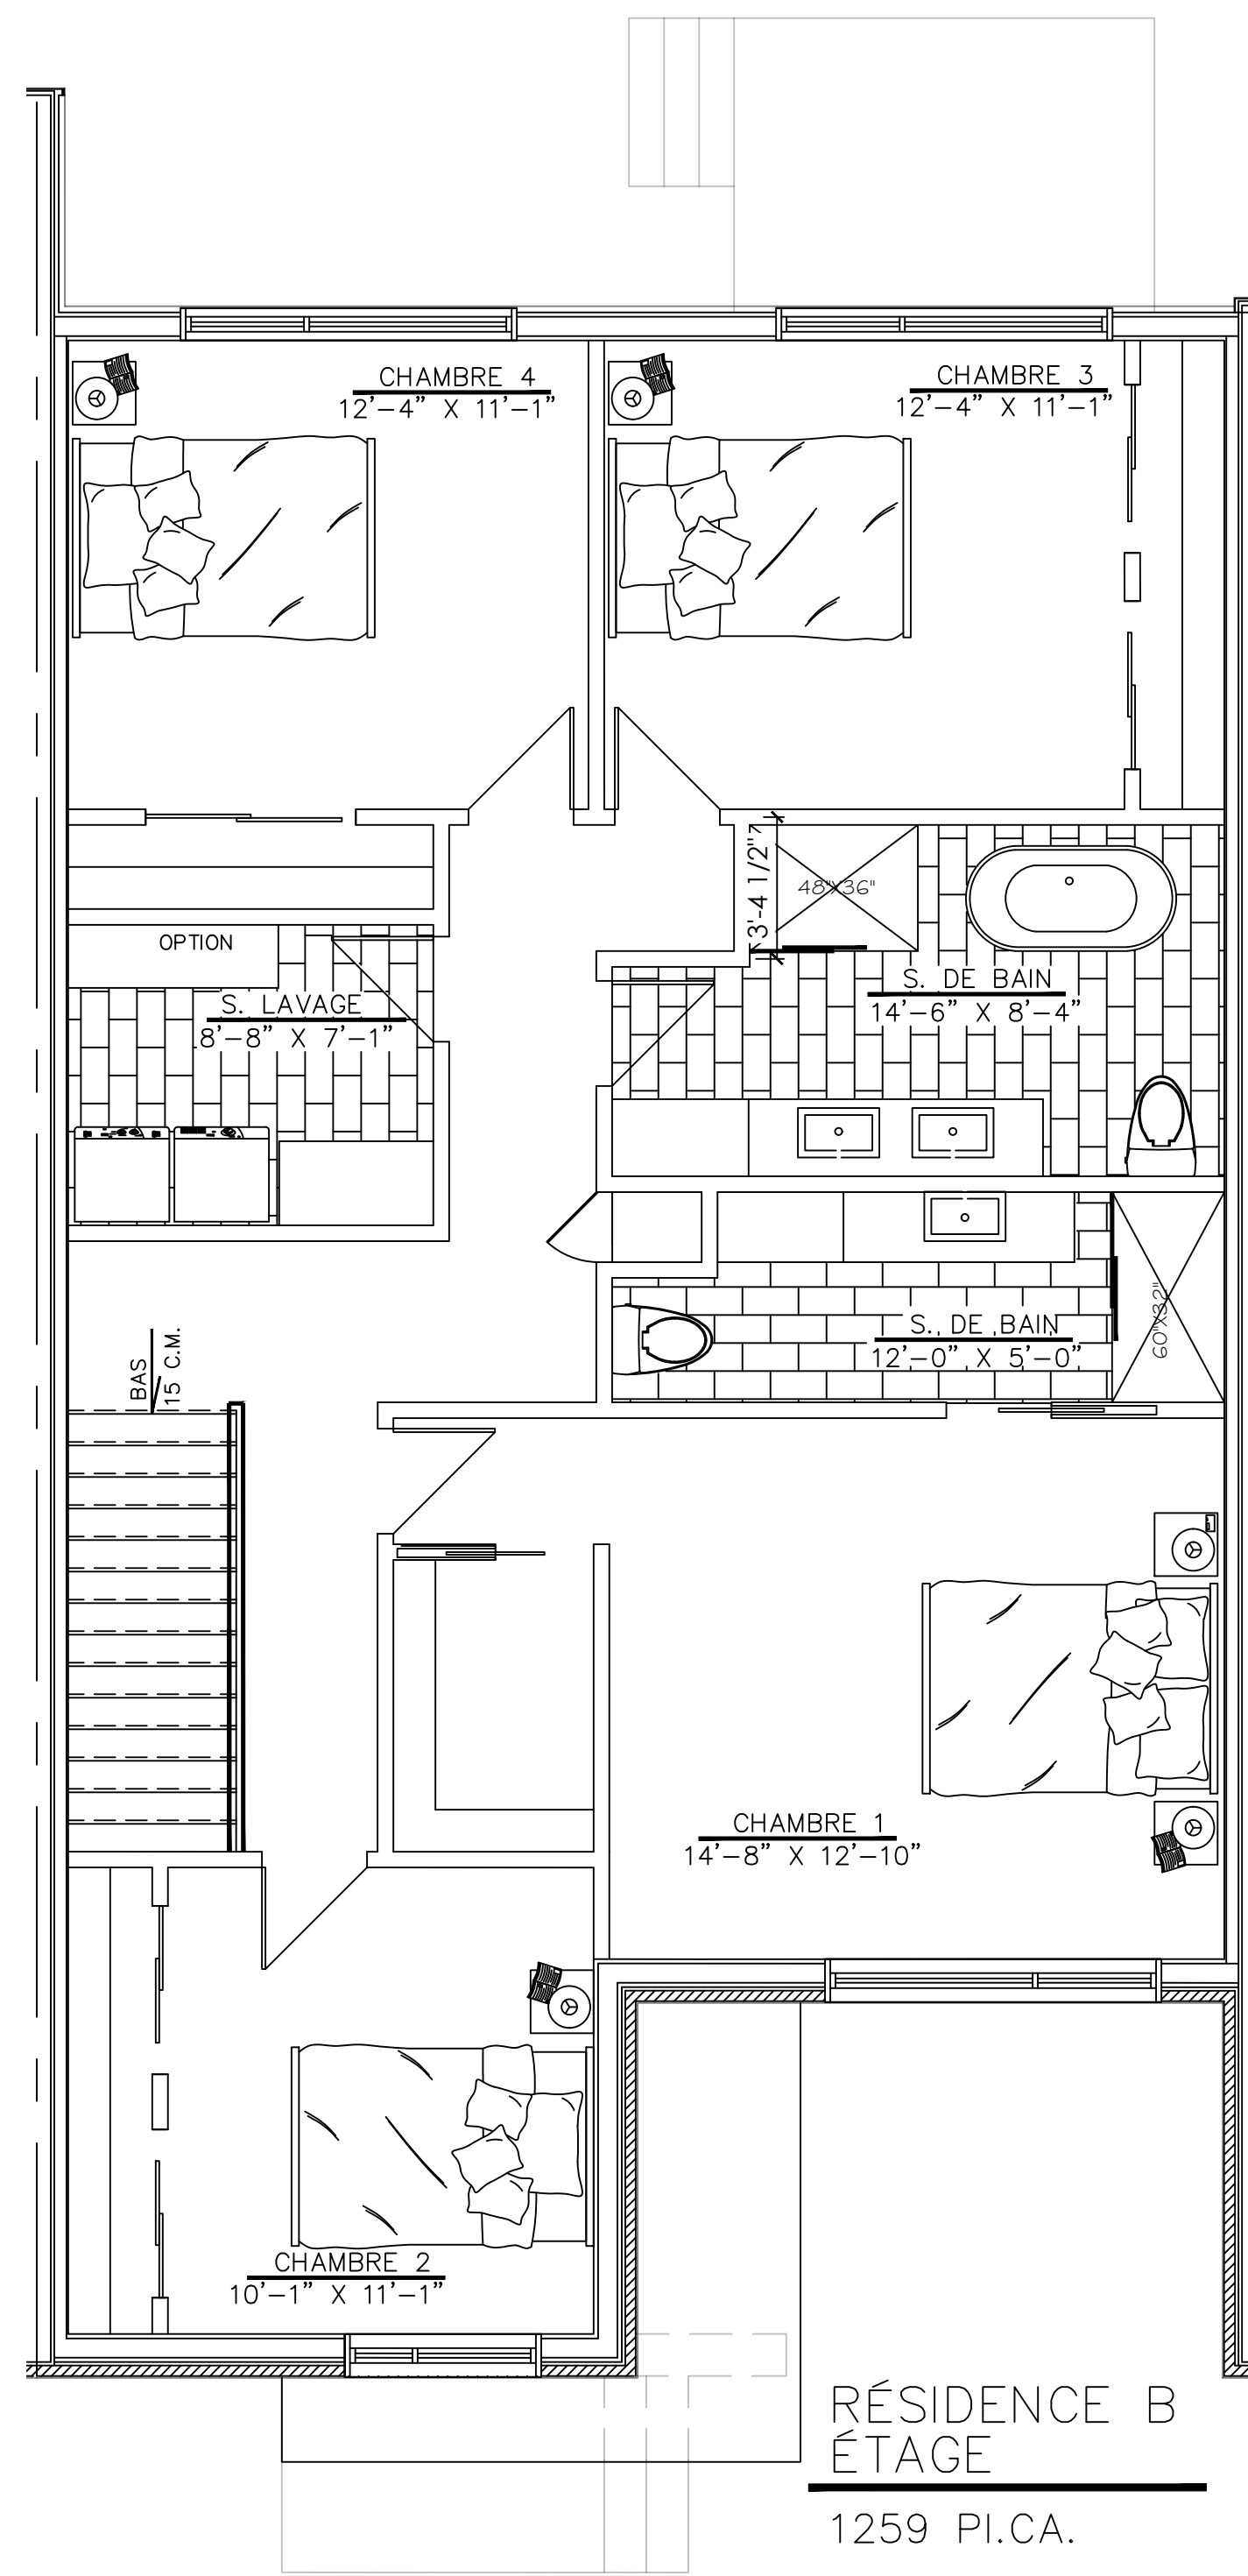 CHAMBRE 4
12'-4" X 11'-1"
CHAMBRE 3
12'-4" X 11'-1"
3'-4 1/2"
48"X36"
OPTION
S. LAVAGE
8'-8" X 7'-1"
S. DE BAIN
14'-6" X 8'-4"
S. DE BAIN
12'-0" X 5'-0"
60"X32"
BAS
15 C.M.
CHAMBRE 1
14'-8" X 12'-10"
CHAMBRE 2
10'-1" X 11'-1"
RÉSIDENCE B
ÉTAGE
1259 PI.CA.